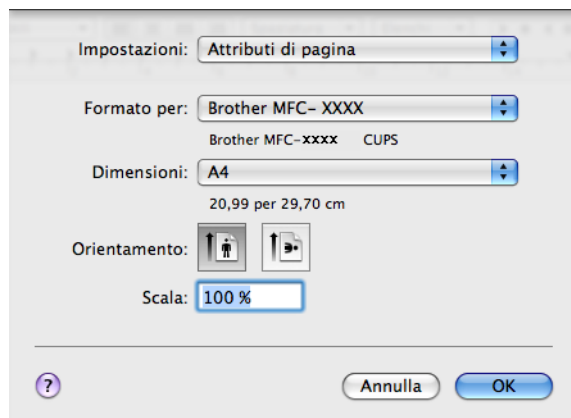 Impostazioni: Attributi di pagina
Formato per: Brother MFC- XXXX
Brother MFC-XXXX CUPS
Dimensioni: A4
20,99 per 29,70 cm
Orientamento:
Scala: 100 %
? Annulla OK